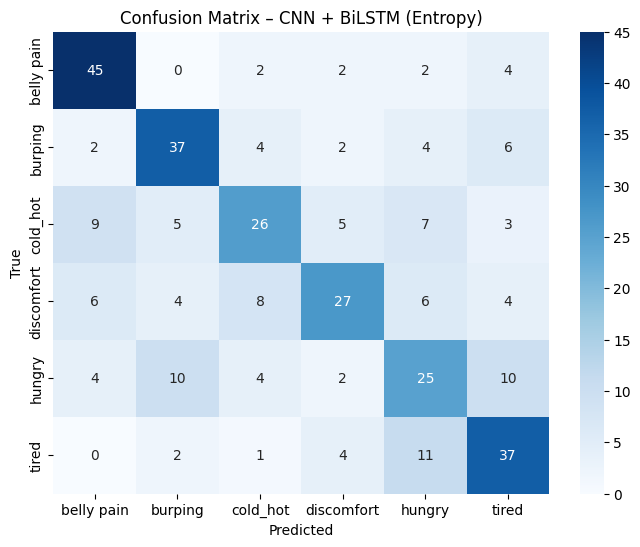 Confusion Matrix – CNN + BiLSTM (Entropy)
True
belly pain 45 0 2 2 2 4
burping 2 37 4 2 4 6
cold_hot 9 5 26 5 7 3
discomfort 6 4 8 27 6 4
hungry 4 10 4 2 25 10
tired 0 2 1 4 11 37
belly pain burping cold_hot discomfort hungry tired
Predicted
45
40
35
30
25
20
15
10
5
0